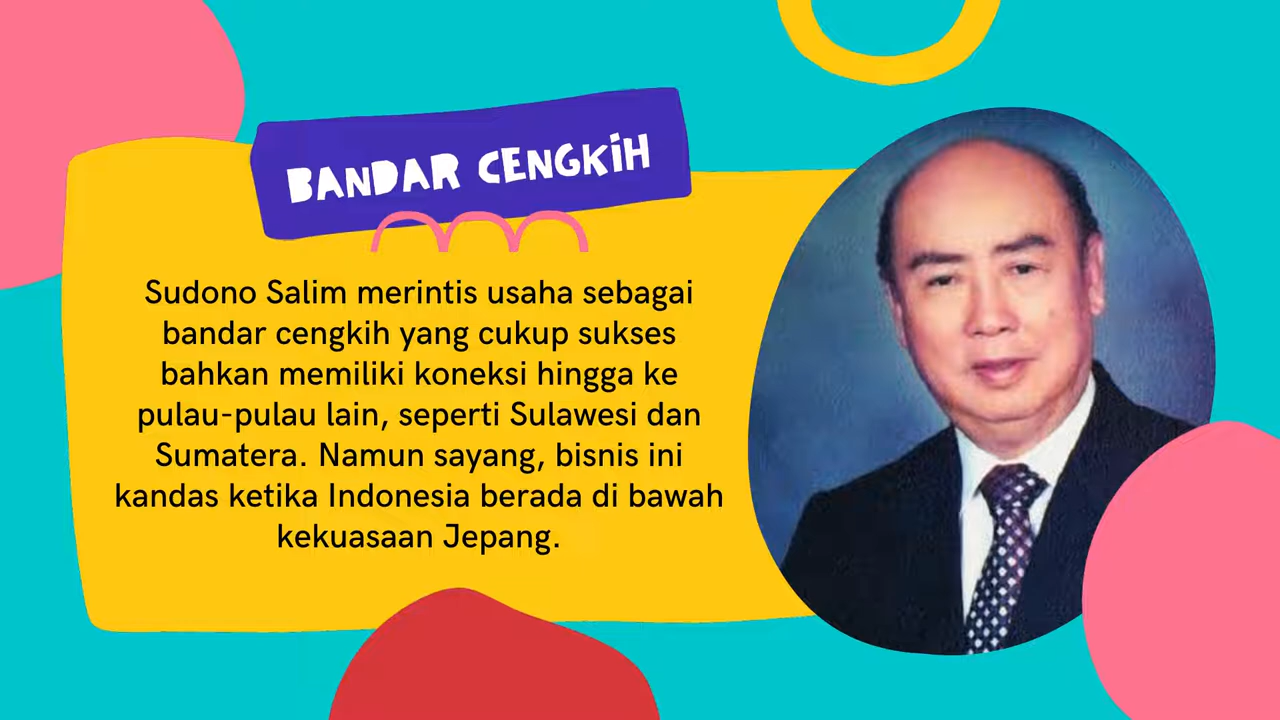 BANDAR CENGKiH
Sudono Salim merintis usaha sebagai
bandar cengkih yang cukup sukses
bahkan memiliki koneksi hingga ke
pulau-pulau lain, seperti Sulawesi dan
Sumatera. Namun sayang, bisnis ini
kandas ketika Indonesia berada di bawah
kekuasaan Jepang.